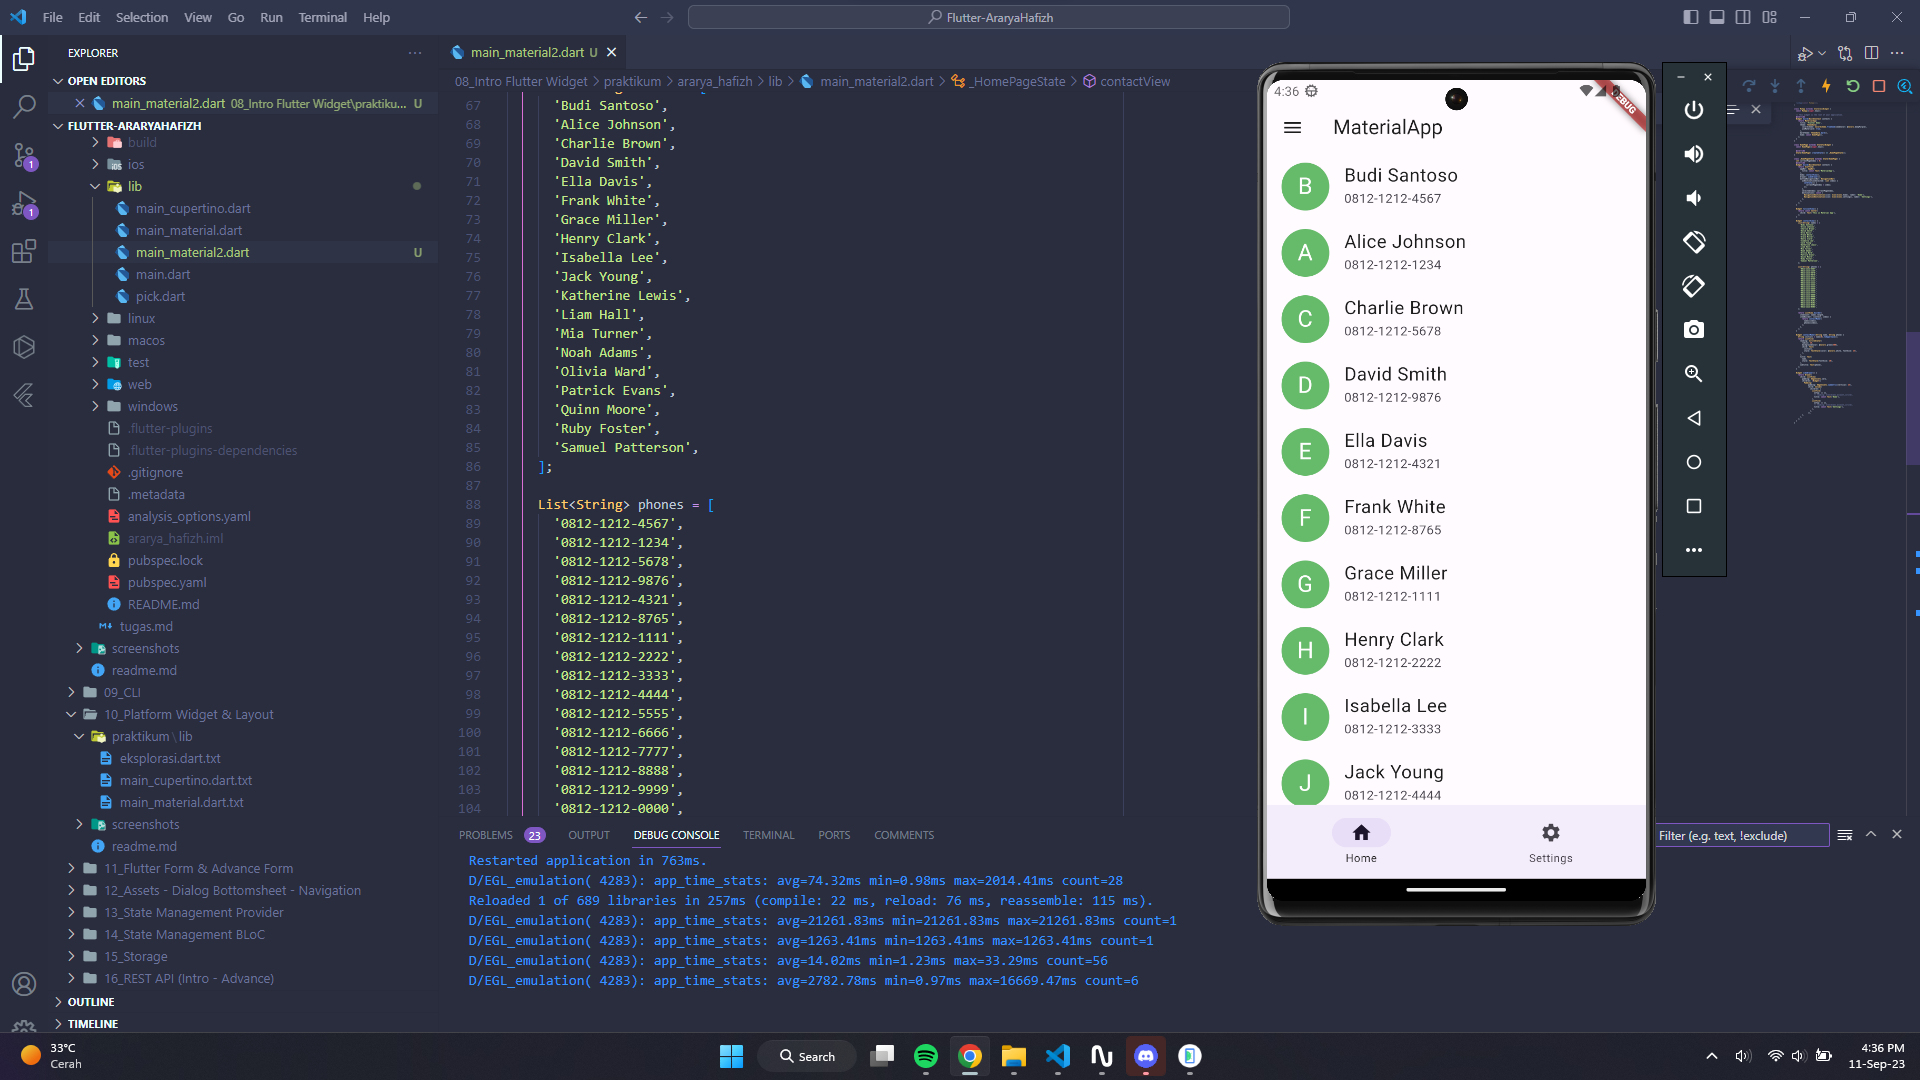 File Edit Selection View Go Run Terminal Help
Flutter-AraryaHafizh
EXPLORER
OPEN EDITORS
main_material2.dart 08_Intro Flutter Widget\praktiku... U
FLUTTER-ARARYAHAFIZH
build
ios
lib
main_cupertino.dart
main_material.dart
main_material2.dart U
main.dart
pick.dart
linux
macos
test
web
windows
.flutter-plugins
.flutter-plugins-dependencies
.gitignore
.metadata
analysis_options.yaml
ararya_hafizh.iml
pubspec.lock
pubspec.yaml
README.md
tugas.md
screenshots
readme.md
09_CLI
10_Platform Widget & Layout
praktikum \ lib
eksplorasi.dart.txt
main_cupertino.dart.txt
main_material.dart.txt
screenshots
readme.md
11_Flutter Form & Advance Form
12_Assets - Dialog Bottomsheet - Navigation
13_State Management Provider
14_State Management BLoC
15_Storage
16_REST API (Intro - Advance)
OUTLINE
TIMELINE
1
1
main_material2.dart U
08_Intro Flutter Widget > praktikum > ararya_hafizh > lib > main_material2.dart > _HomePageState > contactView
67 'Budi Santoso',
68 'Alice Johnson',
69 'Charlie Brown',
70 'David Smith',
71 'Ella Davis',
72 'Frank White',
73 'Grace Miller',
74 'Henry Clark',
75 'Isabella Lee',
76 'Jack Young',
77 'Katherine Lewis',
78 'Liam Hall',
79 'Mia Turner',
80 'Noah Adams',
81 'Olivia Ward',
82 'Patrick Evans',
83 'Quinn Moore',
84 'Ruby Foster',
85 'Samuel Patterson',
86 ];
87
88 List<String> phones = [
89 '0812-1212-4567',
90 '0812-1212-1234',
91 '0812-1212-5678',
92 '0812-1212-9876',
93 '0812-1212-4321',
94 '0812-1212-8765',
95 '0812-1212-1111',
96 '0812-1212-2222',
97 '0812-1212-3333',
98 '0812-1212-4444',
99 '0812-1212-5555',
100 '0812-1212-6666',
101 '0812-1212-7777',
102 '0812-1212-8888',
103 '0812-1212-9999',
104 '0812-1212-0000',
PROBLEMS 23 OUTPUT DEBUG CONSOLE TERMINAL PORTS COMMENTS
Filter (e.g. text, !exclude)
Restarted application in 763ms.
D/EGL_emulation( 4283): app_time_stats: avg=74.32ms min=0.98ms max=2014.41ms count=28
Reloaded 1 of 689 libraries in 257ms (compile: 22 ms, reload: 76 ms, reassemble: 115 ms).
D/EGL_emulation( 4283): app_time_stats: avg=21261.83ms min=21261.83ms max=21261.83ms count=1
D/EGL_emulation( 4283): app_time_stats: avg=1263.41ms min=1263.41ms max=1263.41ms count=1
D/EGL_emulation( 4283): app_time_stats: avg=14.02ms min=1.23ms max=33.29ms count=56
D/EGL_emulation( 4283): app_time_stats: avg=2782.78ms min=0.97ms max=16669.47ms count=6
4:36
DEBUG
MaterialApp
B
Budi Santoso
0812-1212-4567
A
Alice Johnson
0812-1212-1234
C
Charlie Brown
0812-1212-5678
D
David Smith
0812-1212-9876
E
Ella Davis
0812-1212-4321
F
Frank White
0812-1212-8765
G
Grace Miller
0812-1212-1111
H
Henry Clark
0812-1212-2222
I
Isabella Lee
0812-1212-3333
J
Jack Young
0812-1212-4444
Home Settings
33°C
Cerah
Search
4:36 PM
11-Sep-23